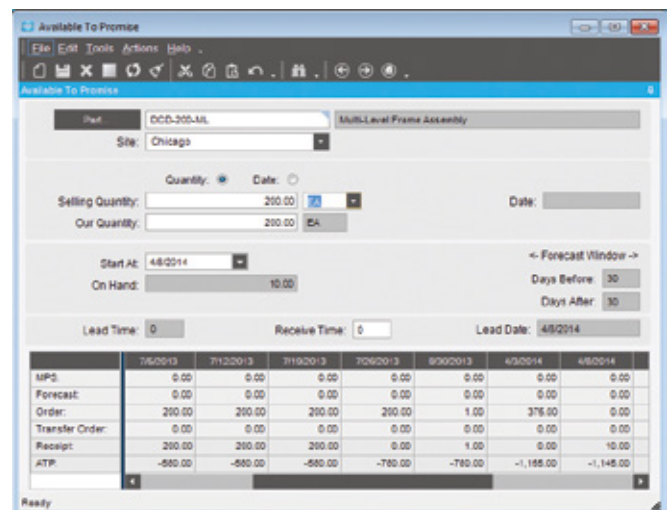 Available To Promise
File Edit Tools Actions Help
Available To Promise
Part... DCD-200-ML Multi-Level Frame Assembly
Site: Chicago
Quantity: Date:
Selling Quantity: 200.00 EA Date:
Our Quantity: 200.00 EA
Start At: 4/8/2014 <- Forecast Window ->
On Hand: 10.00 Days Before: 30
Days After: 30
Lead Time: 0 Receive Time: 0 Lead Date: 4/8/2014
7/5/2013 7/12/2013 7/19/2013 7/26/2013 8/30/2013 4/3/2014 4/8/2014
MPS: 0.00 0.00 0.00 0.00 0.00 0.00 0.00
Forecast: 0.00 0.00 0.00 0.00 0.00 0.00 0.00
Order: 200.00 200.00 200.00 200.00 1.00 375.00 0.00
Transfer Order: 0.00 0.00 0.00 0.00 0.00 0.00 0.00
Receipt: 200.00 200.00 200.00 0.00 1.00 0.00 10.00
ATP: -580.00 -580.00 -580.00 -780.00 -780.00 -1,155.00 -1,145.00
Ready